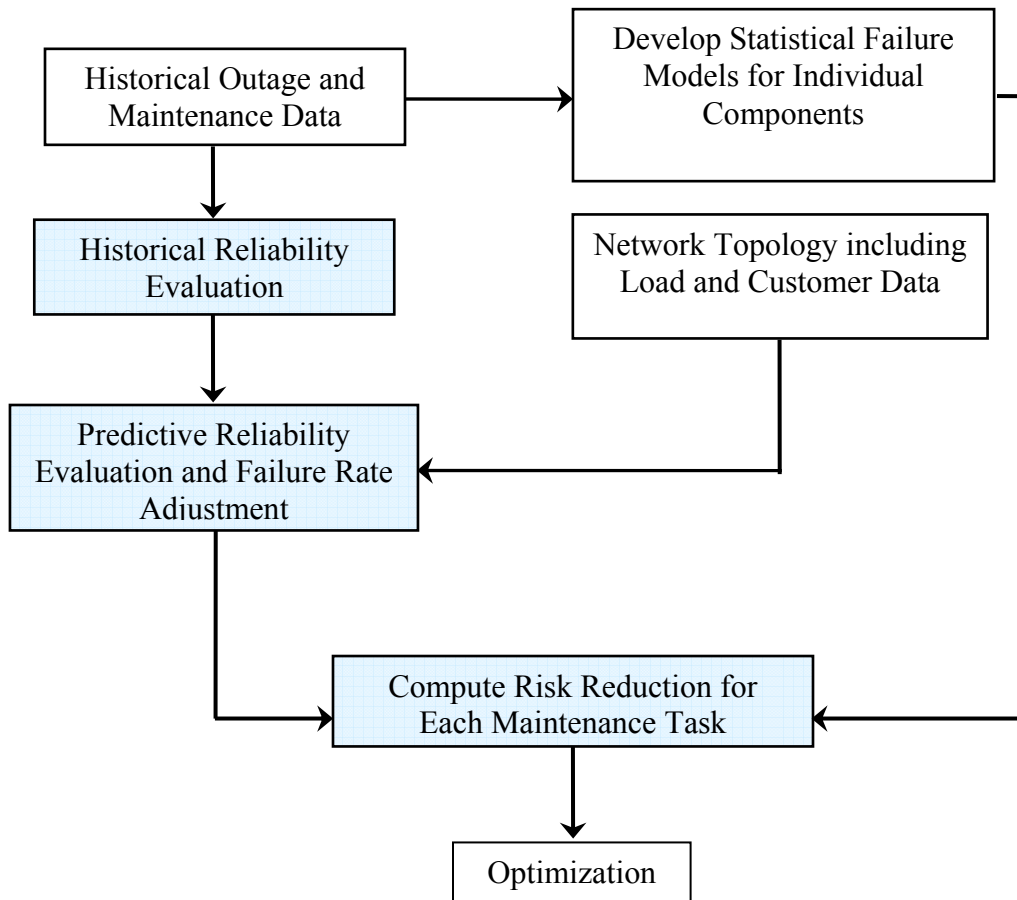 Historical Outage and
Maintenance Data
Develop Statistical Failure
Models for Individual
Components
Historical Reliability
Evaluation
Network Topology including
Load and Customer Data
Predictive Reliability
Evaluation and Failure Rate
Adjustment
Compute Risk Reduction for
Each Maintenance Task
Optimization